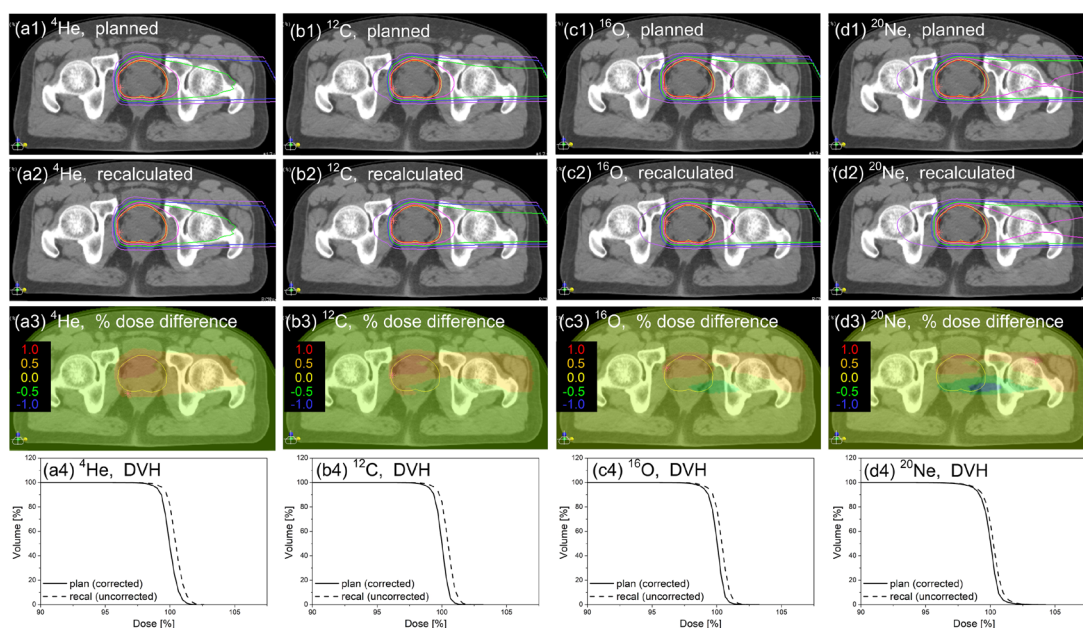 (a1) ⁴He, planned
(b1) ¹²C, planned
(c1) ¹⁶O, planned
(d1) ²⁰Ne, planned
(a2) ⁴He, recalculated
(b2) ¹²C, recalculated
(c2) ¹⁶O, recalculated
(d2) ²⁰Ne, recalculated
(a3) ⁴He, % dose difference
1.0
0.5
0.0
-0.5
-1.0
(b3) ¹²C, % dose difference
1.0
0.5
0.0
-0.5
-1.0
(c3) ¹⁶O, % dose difference
1.0
0.5
0.0
-0.5
-1.0
(d3) ²⁰Ne, % dose difference
1.0
0.5
0.0
-0.5
-1.0
(a4) ⁴He, DVH
Volume [%]
120
100
80
60
40
20
0
plan (corrected)
recal (uncorrected)
90 95 100 105
Dose [%]
(b4) ¹²C, DVH
Volume [%]
120
100
80
60
40
20
0
plan (corrected)
recal (uncorrected)
90 95 100 105
Dose [%]
(c4) ¹⁶O, DVH
Volume [%]
120
100
80
60
40
20
0
plan (corrected)
recal (uncorrected)
90 95 100 105
Dose [%]
(d4) ²⁰Ne, DVH
Volume [%]
120
100
80
60
40
20
0
plan (corrected)
recal (uncorrected)
90 95 100 105
Dose [%]